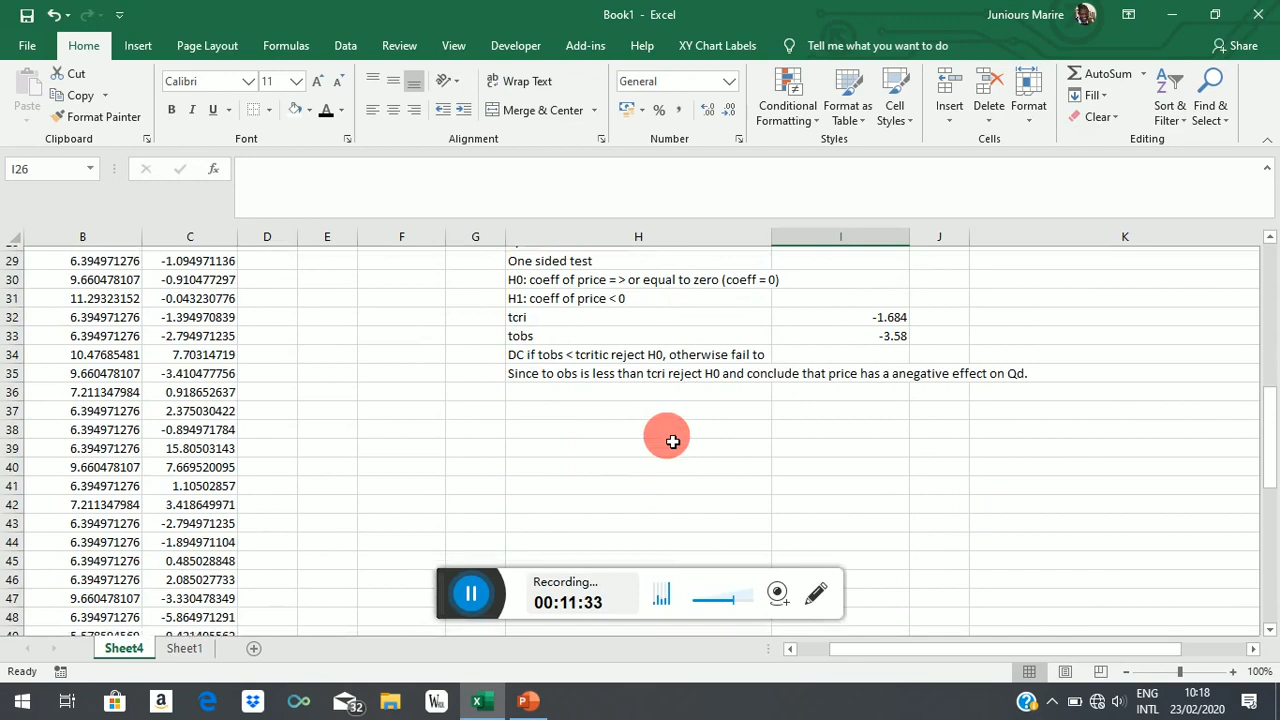 Book1 - Excel
Juniours Marire
File Home Insert Page Layout Formulas Data Review View Developer Add-ins Help XY Chart Labels Tell me what you want to do Share
Paste
Cut
Copy
Format Painter
Clipboard
Calibri 11
B I U
Font
Wrap Text
Merge & Center
Alignment
General
%
Number
Conditional Formatting
Format as Table
Cell Styles
Styles
Insert
Delete
Format
Cells
AutoSum
Fill
Clear
Sort & Filter
Find & Select
Editing
I26
fx
B C D E F G H I J K
29 6.394971276 -1.094971136 One sided test
30 9.660478107 -0.910477297 H0: coeff of price = > or equal to zero (coeff = 0)
31 11.29323152 -0.043230776 H1: coeff of price < 0
32 6.394971276 -1.394970839 tcri -1.684
33 6.394971276 -2.794971235 tobs -3.58
34 10.47685481 7.70314719 DC if tobs < tcritic reject H0, otherwise fail to
35 9.660478107 -3.410477756 Since to obs is less than tcri reject H0 and conclude that price has a anegative effect on Qd.
36 7.211347984 0.918652637
37 6.394971276 2.375030422
38 6.394971276 -0.894971784
39 6.394971276 15.80503143
40 9.660478107 7.669520095
41 6.394971276 1.10502857
42 7.211347984 3.418649971
43 6.394971276 -2.794971235
44 6.394971276 -1.894971104
45 6.394971276 0.485028848
46 6.394971276 2.085027733
47 9.660478107 -3.330478349
48 6.394971276 -5.864971291
Recording...
00:11:33
Sheet4 Sheet1
Ready
100%
32
ENG
INTL
10:18
23/02/2020